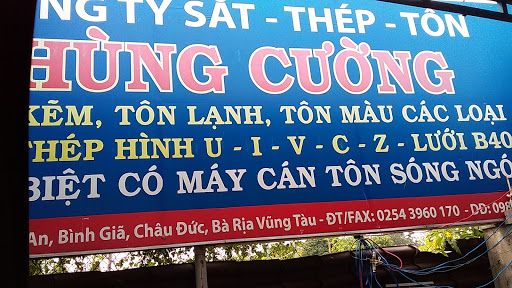 NG TY SẮT - THÉP - TÔN
HÙNG CƯỜNG
KẼM, TÔN LẠNH, TÔN MÀU CÁC LOẠI
THÉP HÌNH U - I - V - C - Z - LƯỚI B40
BIỆT CÓ MÁY CÁN TÔN SÓNG NGÓ
An, Bình Giã, Châu Đức, Bà Rịa Vũng Tàu - ĐT/FAX: 0254 3960 170 - DĐ: 098